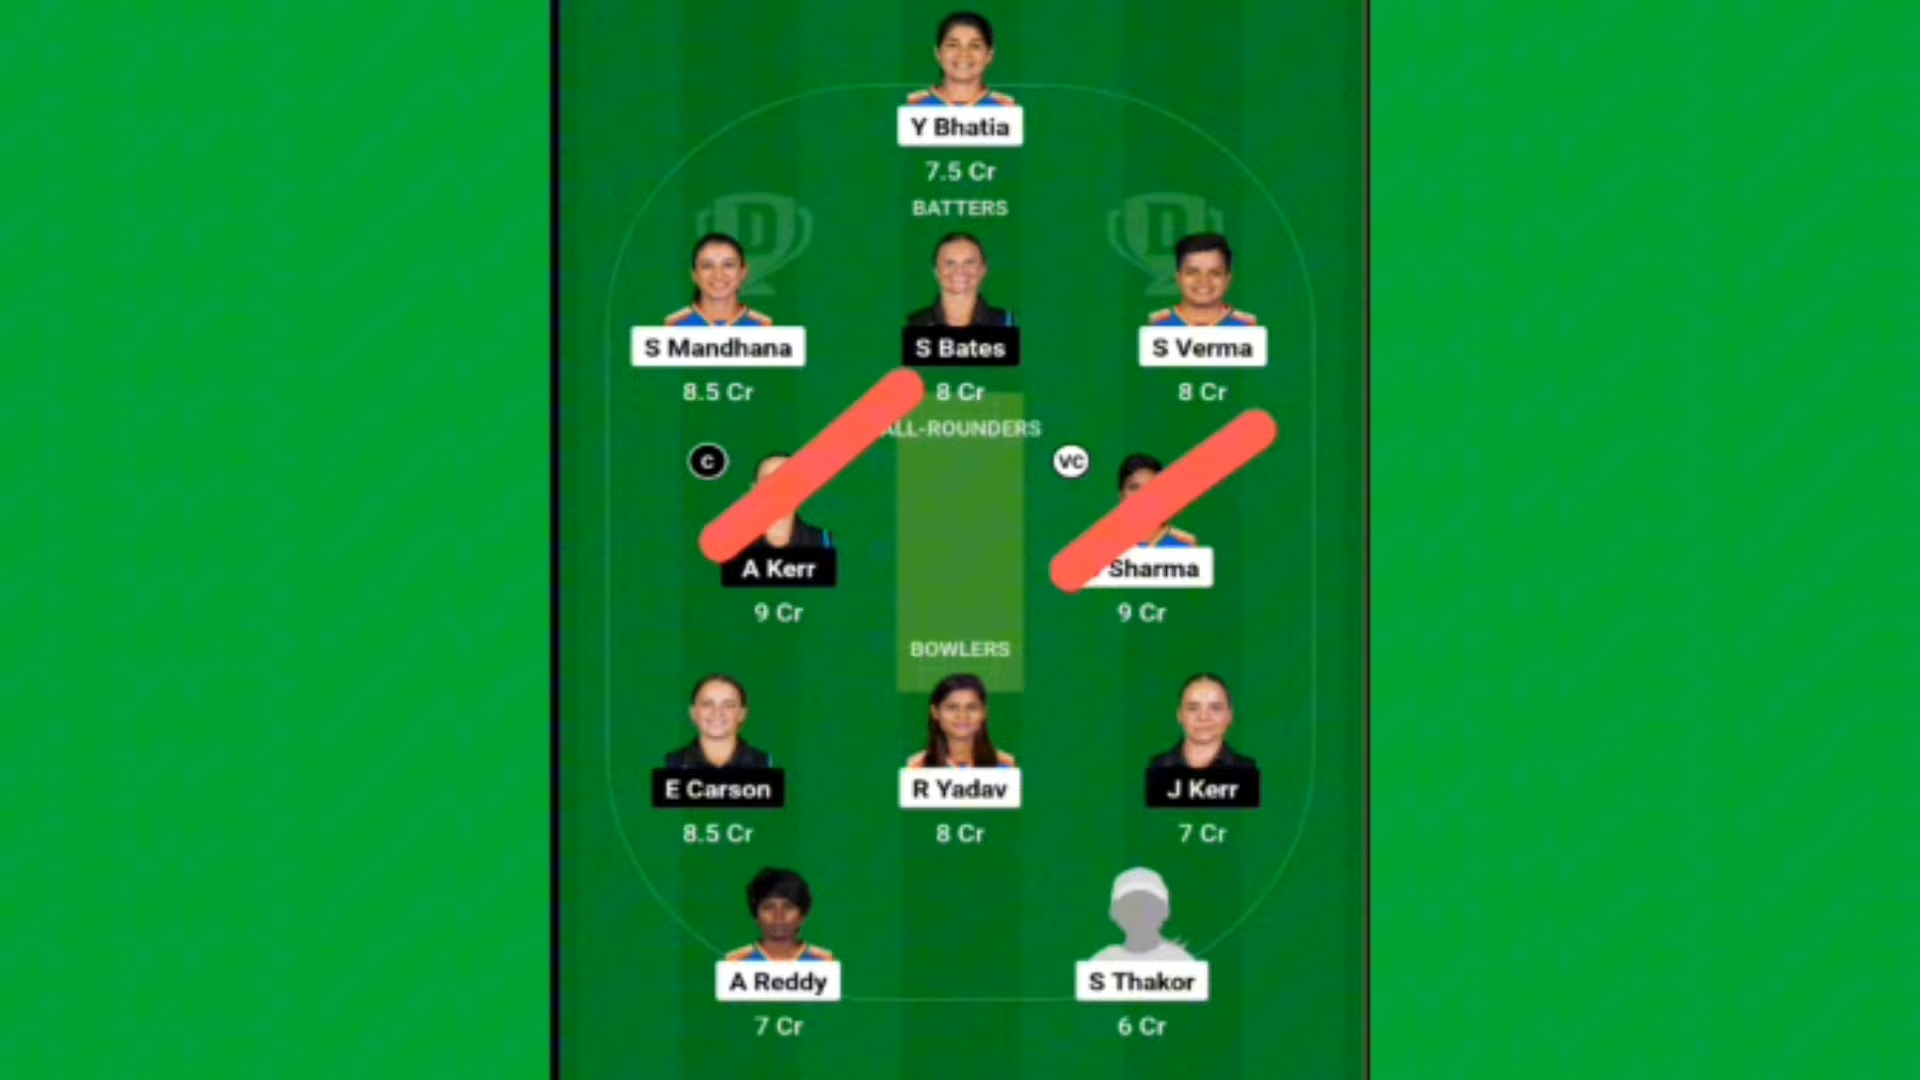 Y Bhatia
7.5 Cr
BATTERS
S Mandhana
S Bates
S Verma
8.5 Cr
8 Cr
8 Cr
ALL-ROUNDERS
C
VC
A Kerr
Sharma
9 Cr
9 Cr
BOWLERS
E Carson
R Yadav
J Kerr
8.5 Cr
8 Cr
7 Cr
A Reddy
S Thakor
7 Cr
6 Cr